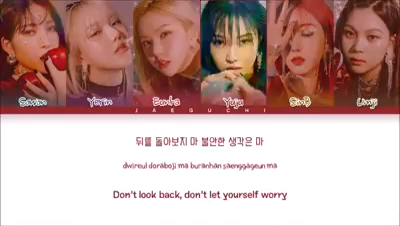 Sowon Yerin Eunha Yuju SinB Umji
JAEGUCHI
뒤를 돌아보지 마 불안한 생각은 마
dwireul doraboji ma buranhan saenggageun ma
Don't look back, don't let yourself worry